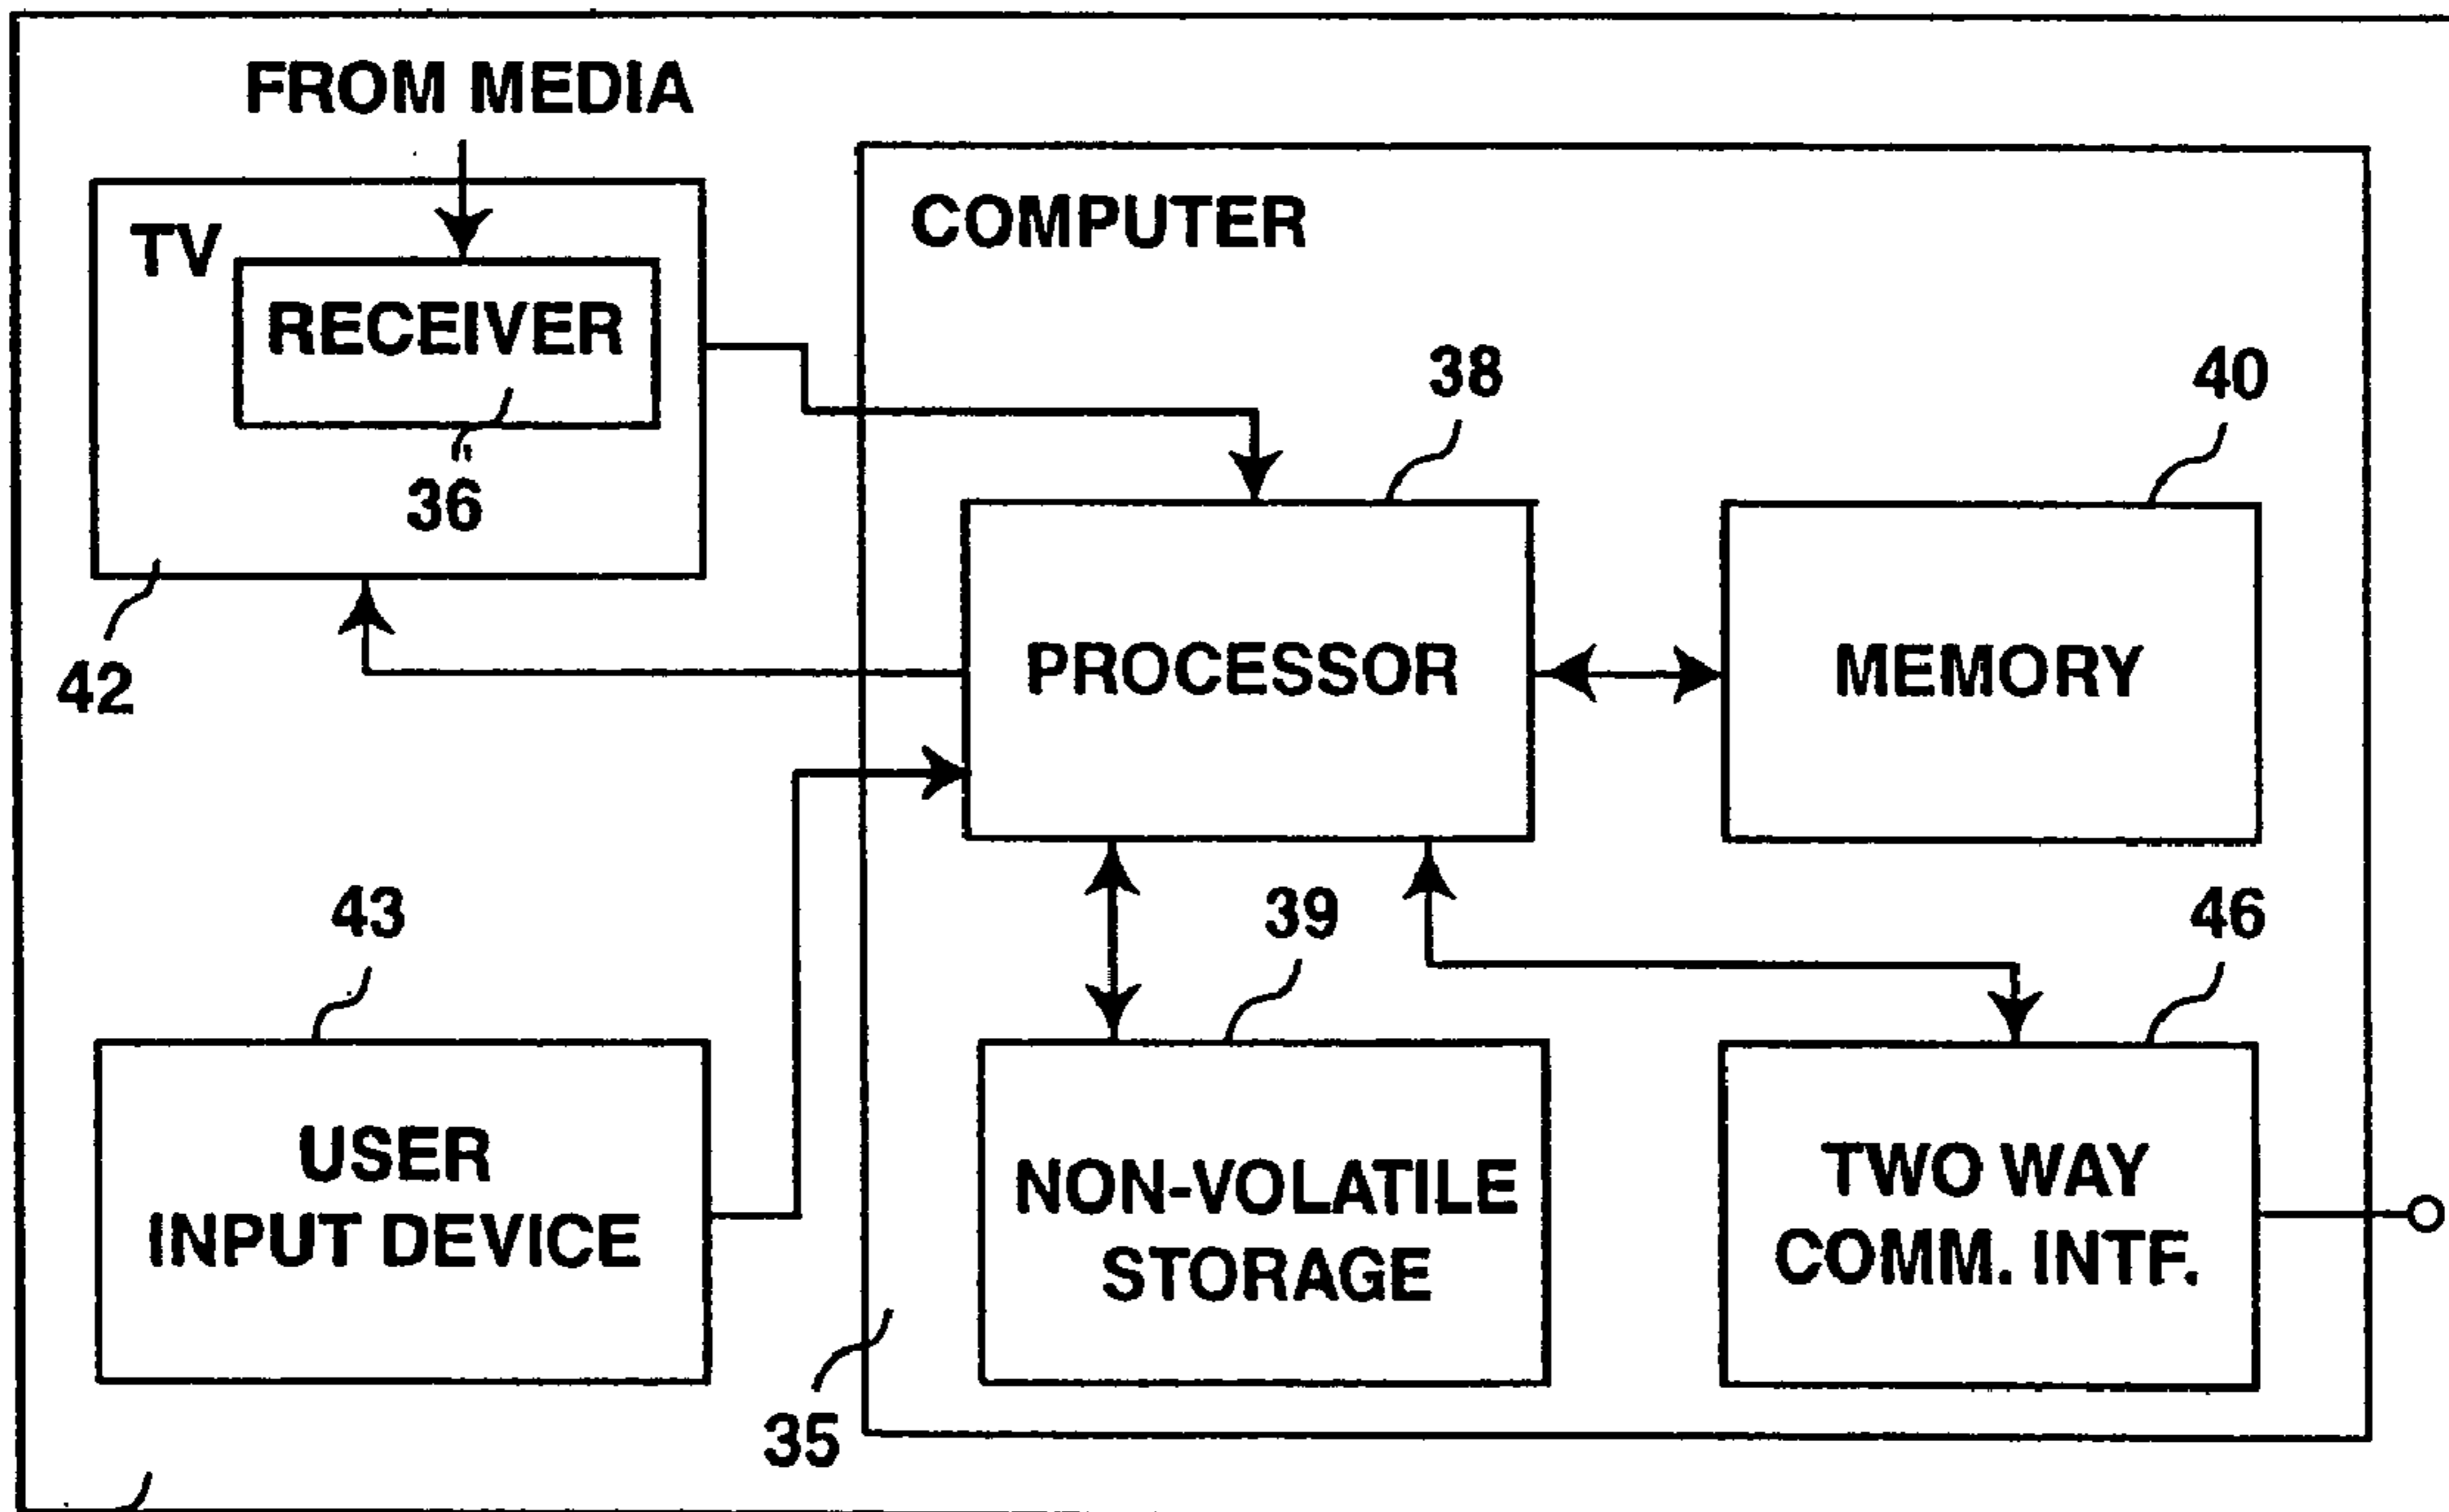 FROM MEDIA
TV
RECEIVER
36
42
COMPUTER
38
40
PROCESSOR
MEMORY
43
39
46
USER
INPUT DEVICE
NON-VOLATILE
STORAGE
TWO WAY
COMM. INTF.
35